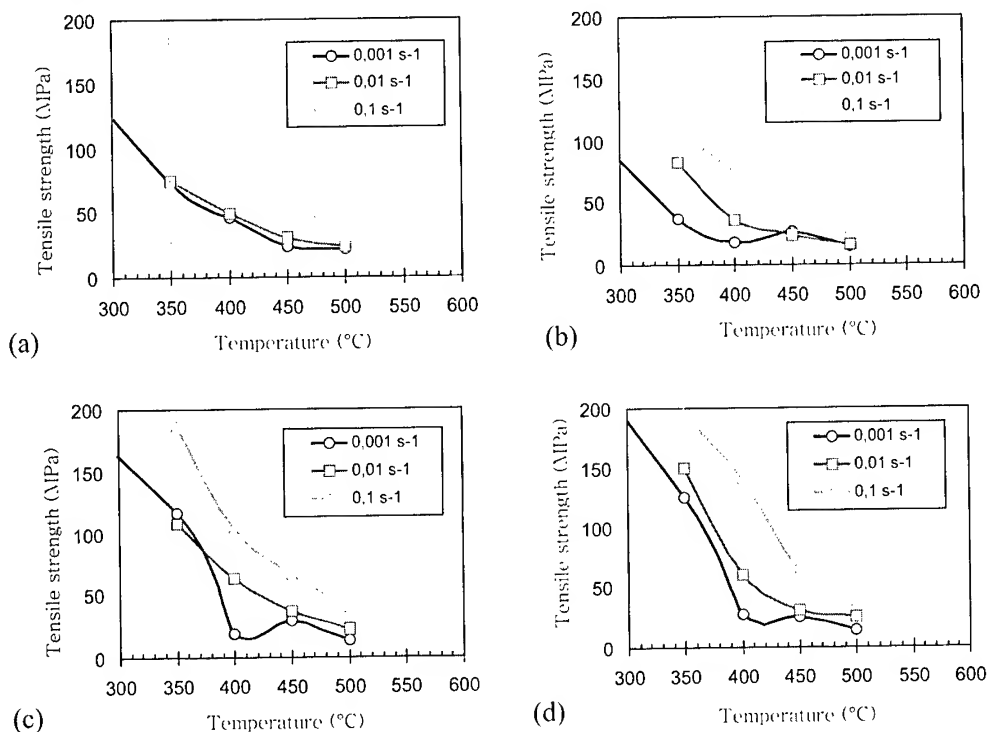 200
150
100
50
0
Tensile strength (MPa)
0,001 s-1
0,01 s-1
0,1 s-1
300 350 400 450 500 550 600
Temperature (°C)
(a)
200
150
100
50
0
Tensile strength (MPa)
0,001 s-1
0,01 s-1
0,1 s-1
300 350 400 450 500 550 600
Temperature (°C)
(b)
200
150
100
50
0
Tensile strength (MPa)
0,001 s-1
0,01 s-1
0,1 s-1
300 350 400 450 500 550 600
Temperature (°C)
(c)
200
150
100
50
0
Tensile strength (MPa)
0,001 s-1
0,01 s-1
0,1 s-1
300 350 400 450 500 550 600
Temperature (°C)
(d)